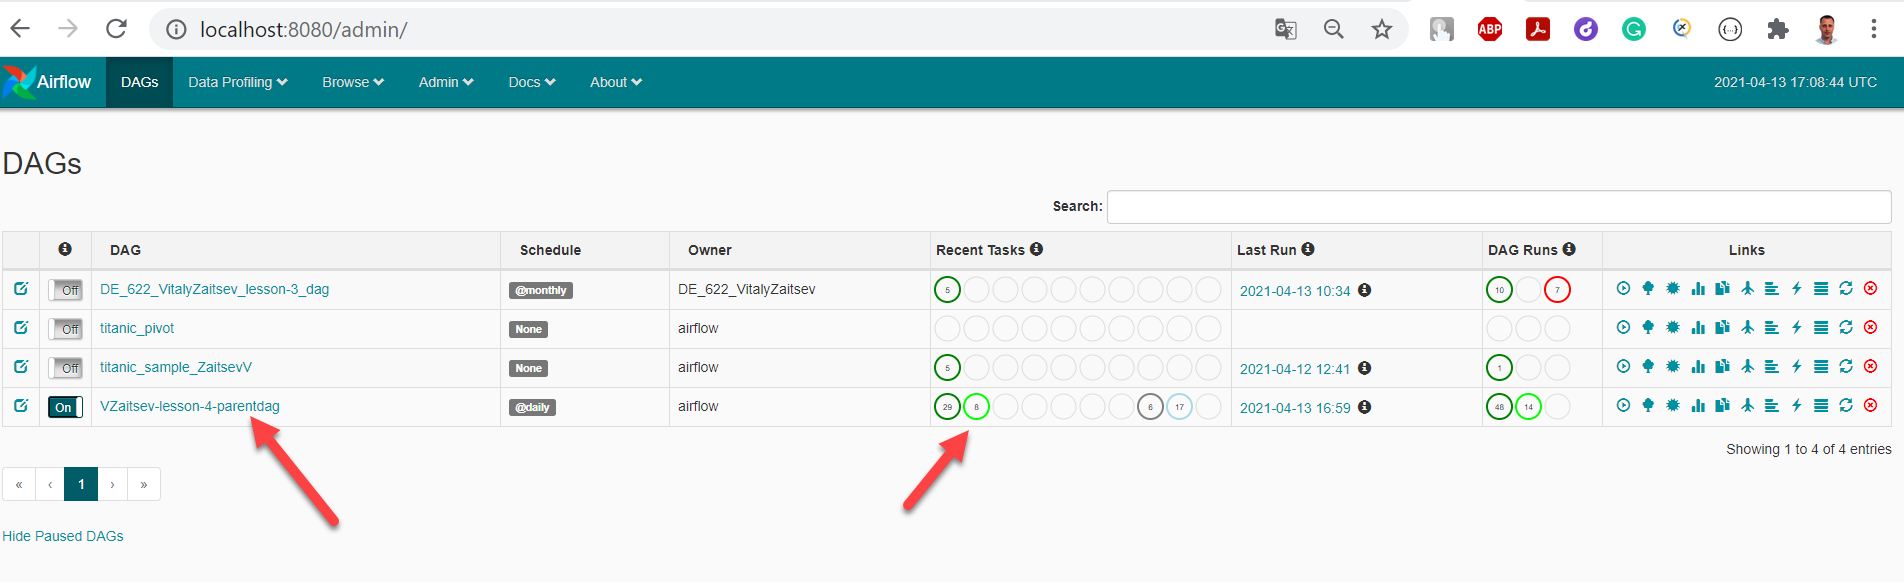 localhost:8080/admin/
ABP
Airflow DAGs Data Profiling Browse Admin Docs About 2021-04-13 17:08:44 UTC
DAGs
Search:
DAG Schedule Owner Recent Tasks Last Run DAG Runs Links
Off DE_622_VitalyZaitsev_lesson-3_dag @monthly DE_622_VitalyZaitsev 5 2021-04-13 10:34 10 7
Off titanic_pivot None airflow
Off titanic_sample_ZaitsevV None airflow 5 2021-04-12 12:41 1
On VZaitsev-lesson-4-parentdag @daily airflow 29 8 6 17 2021-04-13 16:59 48 14
Showing 1 to 4 of 4 entries
« ‹ 1 › »
Hide Paused DAGs